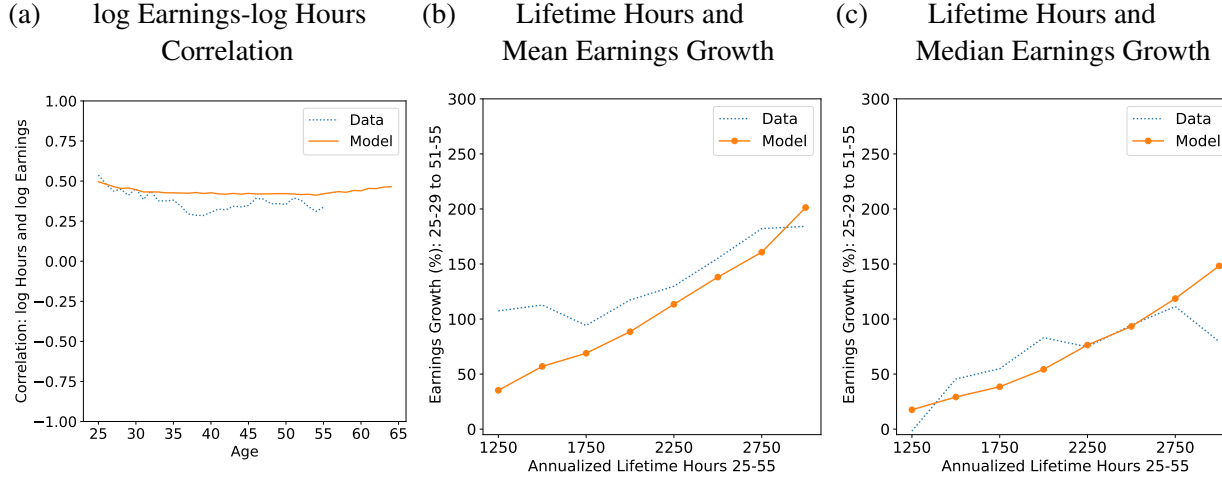 (a) log Earnings-log Hours
Correlation
1.00
0.75
0.50
0.25
0.00
−0.25
−0.50
−0.75
−1.00
Correlation: log Hours and log Earnings
Data
Model
25 30 35 40 45 50 55 60 65
Age
(b) Lifetime Hours and
Mean Earnings Growth
300
250
200
150
100
50
0
Earnings Growth (%): 25-29 to 51-55
Data
Model
1250 1750 2250 2750
Annualized Lifetime Hours 25-55
(c) Lifetime Hours and
Median Earnings Growth
300
250
200
150
100
50
0
Earnings Growth (%): 25-29 to 51-55
Data
Model
1250 1750 2250 2750
Annualized Lifetime Hours 25-55